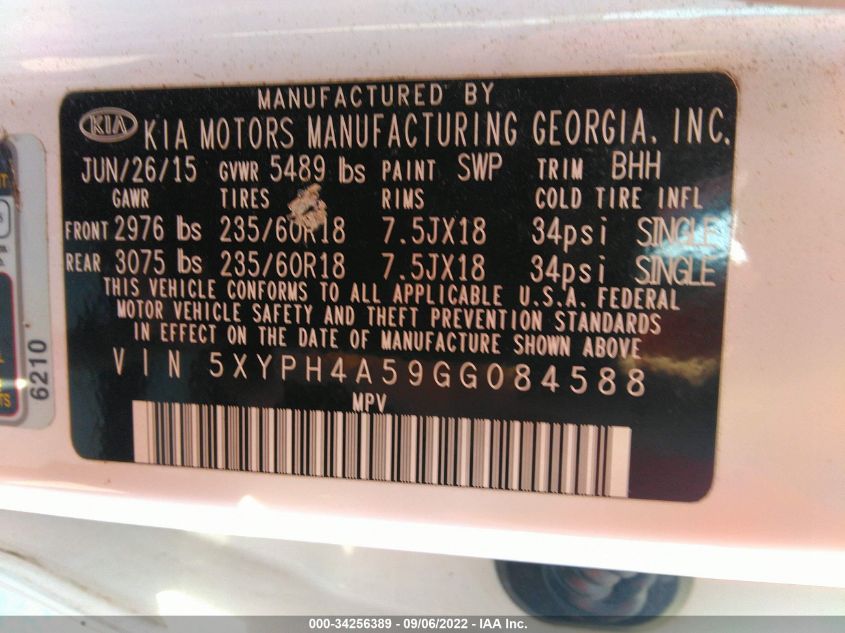 MANUFACTURED BY
KIA KIA MOTORS MANUFACTURING GEORGIA, INC.
JUN/26/15 GVWR 5489 lbs PAINT SWP TRIM BHH
GAWR TIRES RIMS COLD TIRE INFL
FRONT 2976 lbs 235/60R18 7.5JX18 34psi SINGLE
REAR 3075 lbs 235/60R18 7.5JX18 34psi SINGLE
THIS VEHICLE CONFORMS TO ALL APPLICABLE U.S.A. FEDERAL
MOTOR VEHICLE SAFETY AND THEFT PREVENTION STANDARDS
IN EFFECT ON THE DATE OF MANUFACTURE SHOWN ABOVE
VIN 5XYPH4A59GG084588
MPV
6210
000-34256389 - 09/06/2022 - IAA Inc.